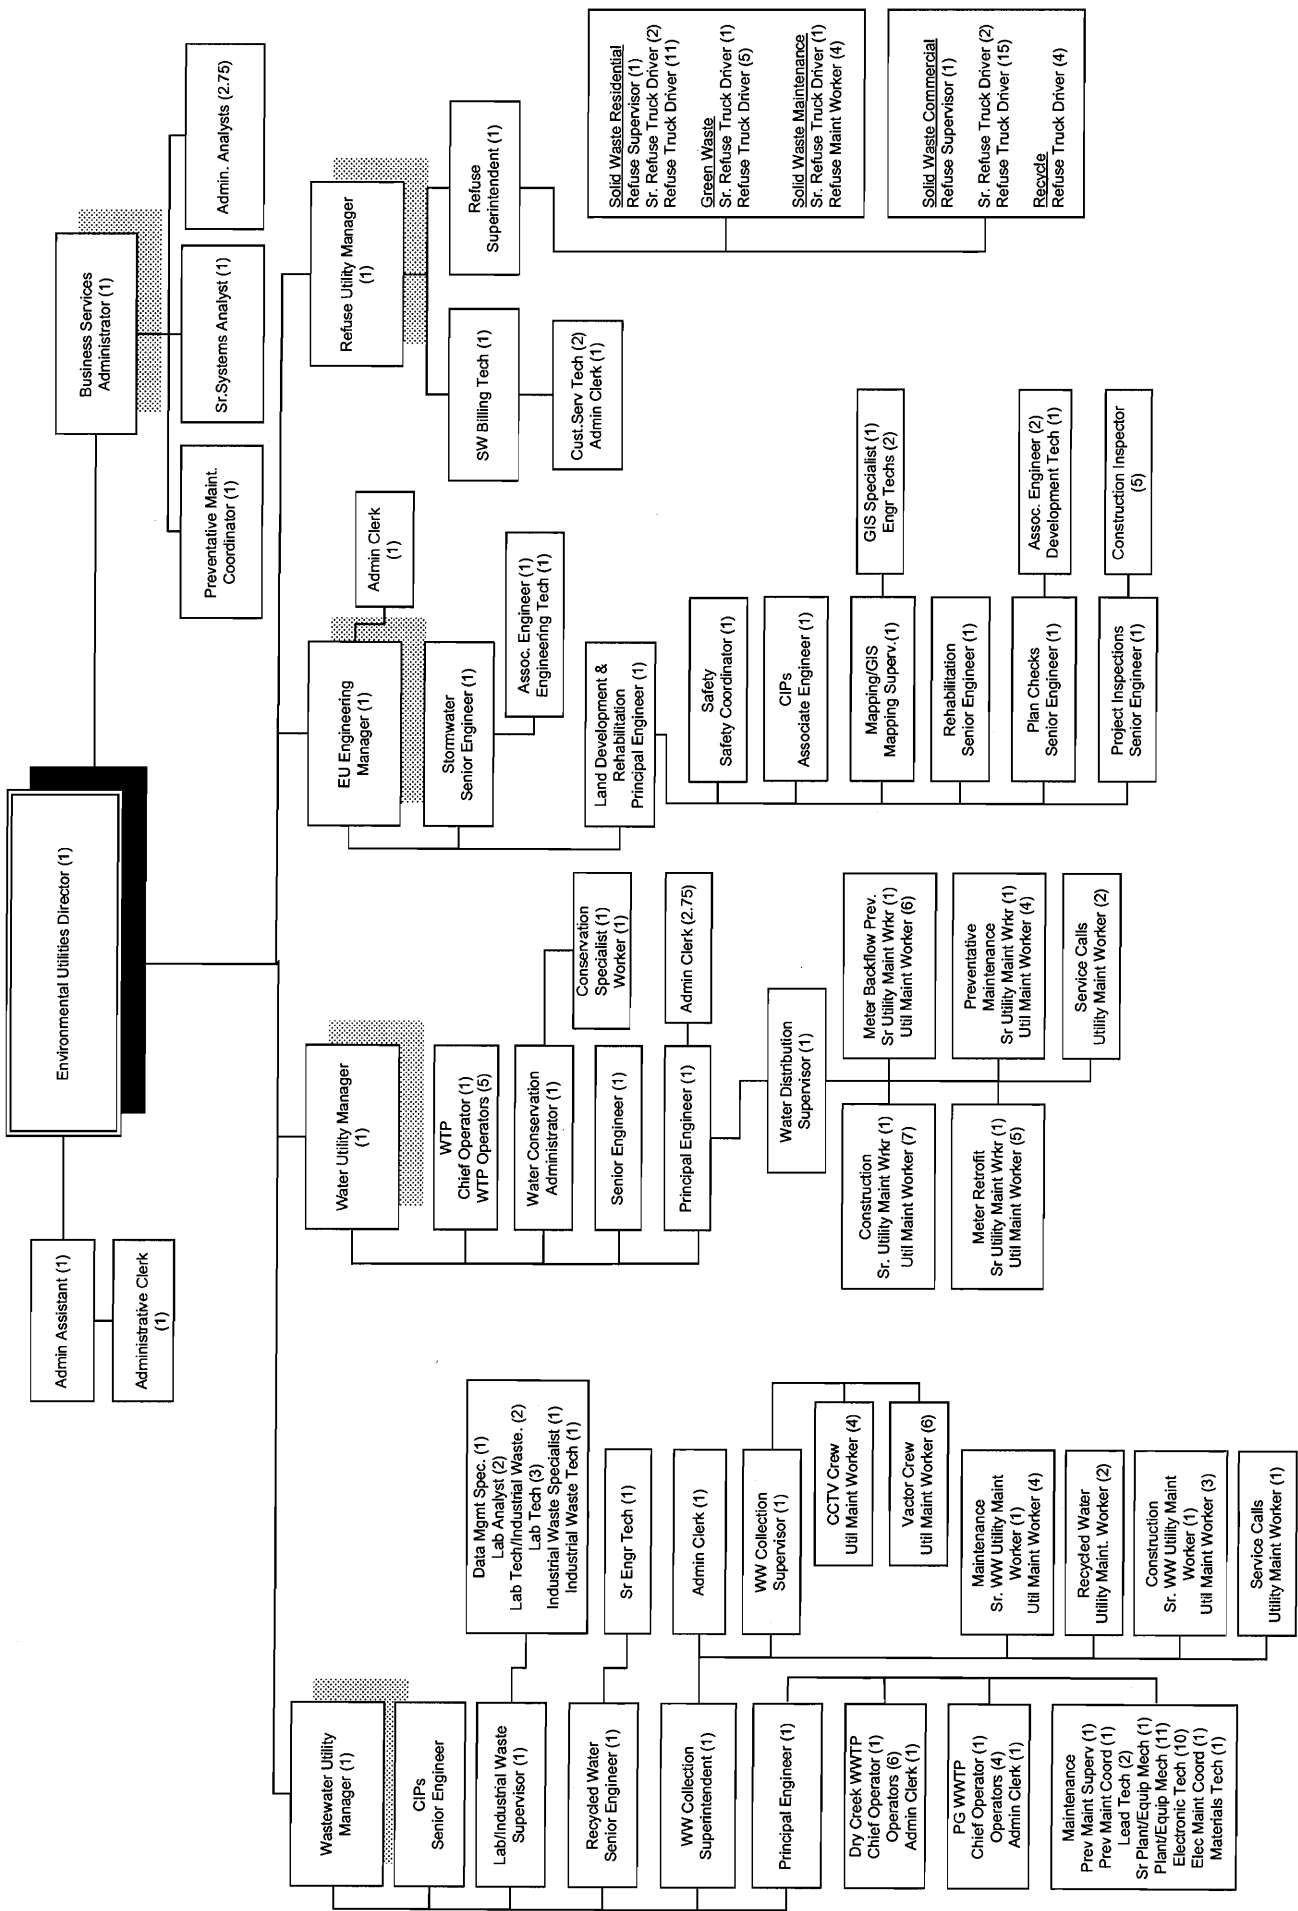 Environmental Utilities Director (1)
Admin Assistant (1)
Administrative Clerk
(1)
Business Services
Administrator (1)
Preventative Maint.
Coordinator (1)
Sr.Systems Analyst (1)
Admin. Analysts (2.75)
Wastewater Utility
Manager (1)
CIPs
Senior Engineer
Lab/Industrial Waste
Supervisor (1)
Data Mgmt Spec. (1)
Lab Analyst (2)
Lab Tech/Industrial Waste. (2)
Lab Tech (3)
Industrial Waste Specialist (1)
Industrial Waste Tech (1)
Recycled Water
Senior Engineer (1)
Sr Engr Tech (1)
WW Collection
Superintendent (1)
Admin Clerk (1)
WW Collection
Supervisor (1)
CCTV Crew
Util Maint Worker (4)
Vactor Crew
Util Maint Worker (6)
Maintenance
Sr. WW Utility Maint
Worker (1)
Util Maint Worker (4)
Recycled Water
Utility Maint. Worker (2)
Construction
Sr. WW Utility Maint
Worker (1)
Util Maint Worker (3)
Service Calls
Utility Maint Worker (1)
Principal Engineer (1)
Dry Creek WWTP
Chief Operator (1)
Operators (6)
Admin Clerk (1)
PG WWTP
Chief Operator (1)
Operators (4)
Admin Clerk (1)
Maintenance
Prev Maint Superv (1)
Prev Maint Coord (1)
Lead Tech (2)
Sr Plant/Equip Mech (1)
Plant/Equip Mech (11)
Electronic Tech (10)
Elec Maint Coord (1)
Materials Tech (1)
Water Utility Manager
(1)
WTP
Chief Operator (1)
WTP Operators (5)
Water Conservation
Administrator (1)
Conservation
Specialist (1)
Worker (1)
Senior Engineer (1)
Principal Engineer (1)
Admin Clerk (2.75)
Water Distribution
Supervisor (1)
Construction
Sr. Utility Maint Wrkr (1)
Util Maint Worker (7)
Meter Backflow Prev.
Sr Utility Maint Wrkr (1)
Util Maint Worker (6)
Meter Retrofit
Sr Utility Maint Wrkr (1)
Util Maint Worker (5)
Preventative
Maintenance
Sr Utility Maint Wrkr (1)
Util Maint Worker (4)
Service Calls
Utility Maint Worker (2)
EU Engineering
Manager (1)
Admin Clerk
(1)
Stormwater
Senior Engineer (1)
Assoc. Engineer (1)
Engineering Tech (1)
Land Development &
Rehabilitation
Principal Engineer (1)
Safety
Safety Coordinator (1)
CIPs
Associate Engineer (1)
Mapping/GIS
Mapping Superv.(1)
GIS Specialist (1)
Engr Techs (2)
Rehabilitation
Senior Engineer (1)
Plan Checks
Senior Engineer (1)
Assoc. Engineer (2)
Development Tech (1)
Project Inspections
Senior Engineer (1)
Construction Inspector
(5)
Refuse Utility Manager
(1)
SW Billing Tech (1)
Cust.Serv Tech (2)
Admin Clerk (1)
Refuse
Superintendent (1)
Solid Waste Residential
Refuse Supervisor (1)
Sr. Refuse Truck Driver (2)
Refuse Truck Driver (11)
Green Waste
Sr. Refuse Truck Driver (1)
Refuse Truck Driver (5)
Solid Waste Maintenance
Sr. Refuse Truck Driver (1)
Refuse Maint Worker (4)
Solid Waste Commercial
Refuse Supervisor (1)
Sr. Refuse Truck Driver (2)
Refuse Truck Driver (15)
Recycle
Refuse Truck Driver (4)